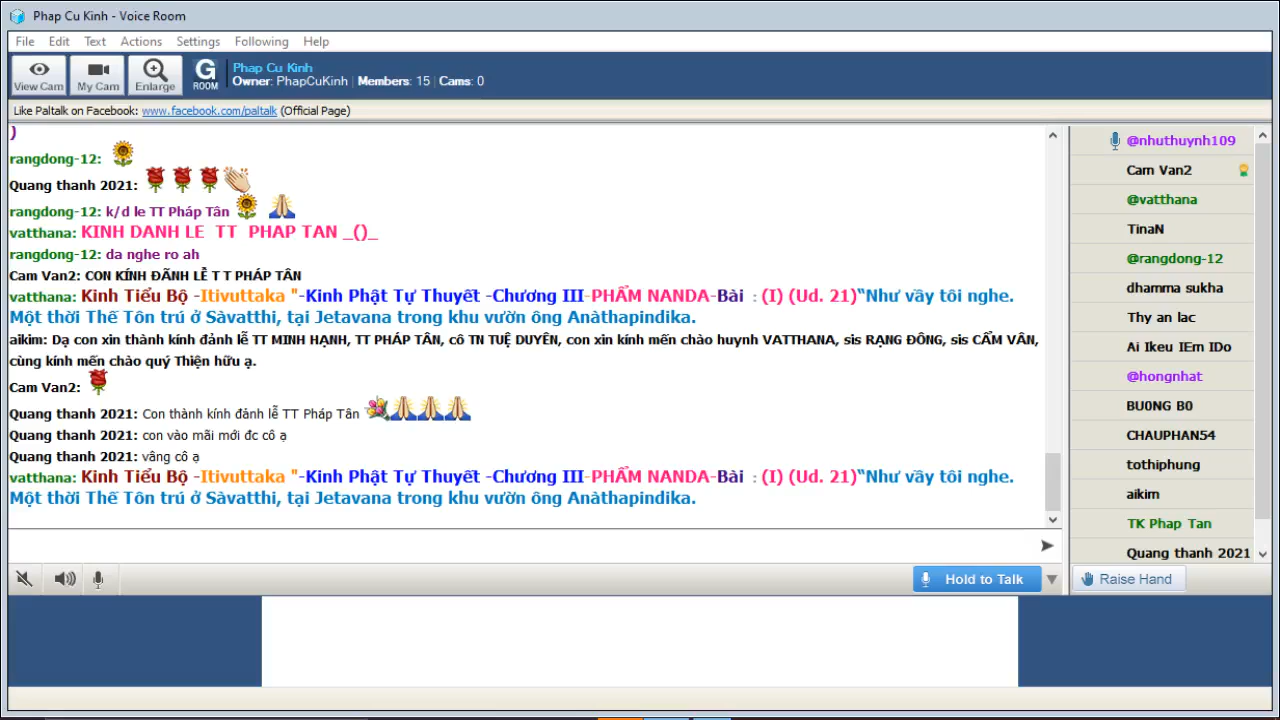 Phap Cu Kinh - Voice Room
File Edit Text Actions Settings Following Help
View Cam My Cam Enlarge G ROOM
Phap Cu Kinh
Owner: PhapCuKinh | Members: 15 | Cams: 0
Like Paltalk on Facebook: www.facebook.com/paltalk (Official Page)
)
rangdong-12:
Quang thanh 2021:
rangdong-12: k/d le TT Pháp Tân
vatthana: KINH DANH LE TT PHAP TAN _()_
rangdong-12: da nghe ro ah
Cam Van2: CON KÍNH ĐÃNH LỄ T T PHÁP TÂN
vatthana: Kinh Tiểu Bộ -Itivuttaka "-Kinh Phật Tự Thuyết -Chương III-PHẨM NANDA-Bài : (I) (Ud. 21)“Như vầy tôi nghe.
Một thời Thế Tôn trú ở Sàvatthi, tại Jetavana trong khu vườn ông Anàthapindika.
aikim: Dạ con xin thành kính đảnh lễ TT MINH HẠNH, TT PHÁP TÂN, cô TN TUỆ DUYÊN, con xin kính mến chào huynh VATTHANA, sis RẠNG ĐÔNG, sis CẨM VÂN,
cùng kính mến chào quý Thiện hữu ạ.
Cam Van2:
Quang thanh 2021: Con thành kính đảnh lễ TT Pháp Tân
Quang thanh 2021: con vào mãi mới đc cô ạ
Quang thanh 2021: vâng cô ạ
vatthana: Kinh Tiểu Bộ -Itivuttaka "-Kinh Phật Tự Thuyết -Chương III-PHẨM NANDA-Bài : (I) (Ud. 21)“Như vầy tôi nghe.
Một thời Thế Tôn trú ở Sàvatthi, tại Jetavana trong khu vườn ông Anàthapindika.
Hold to Talk
@nhuthuynh109
Cam Van2
@vatthana
TinaN
@rangdong-12
dhamma sukha
Thy an lac
Ai Ikeu IEm IDo
@hongnhat
BU0NG B0
CHAUPHAN54
tothiphung
aikim
TK Phap Tan
Quang thanh 2021
Raise Hand